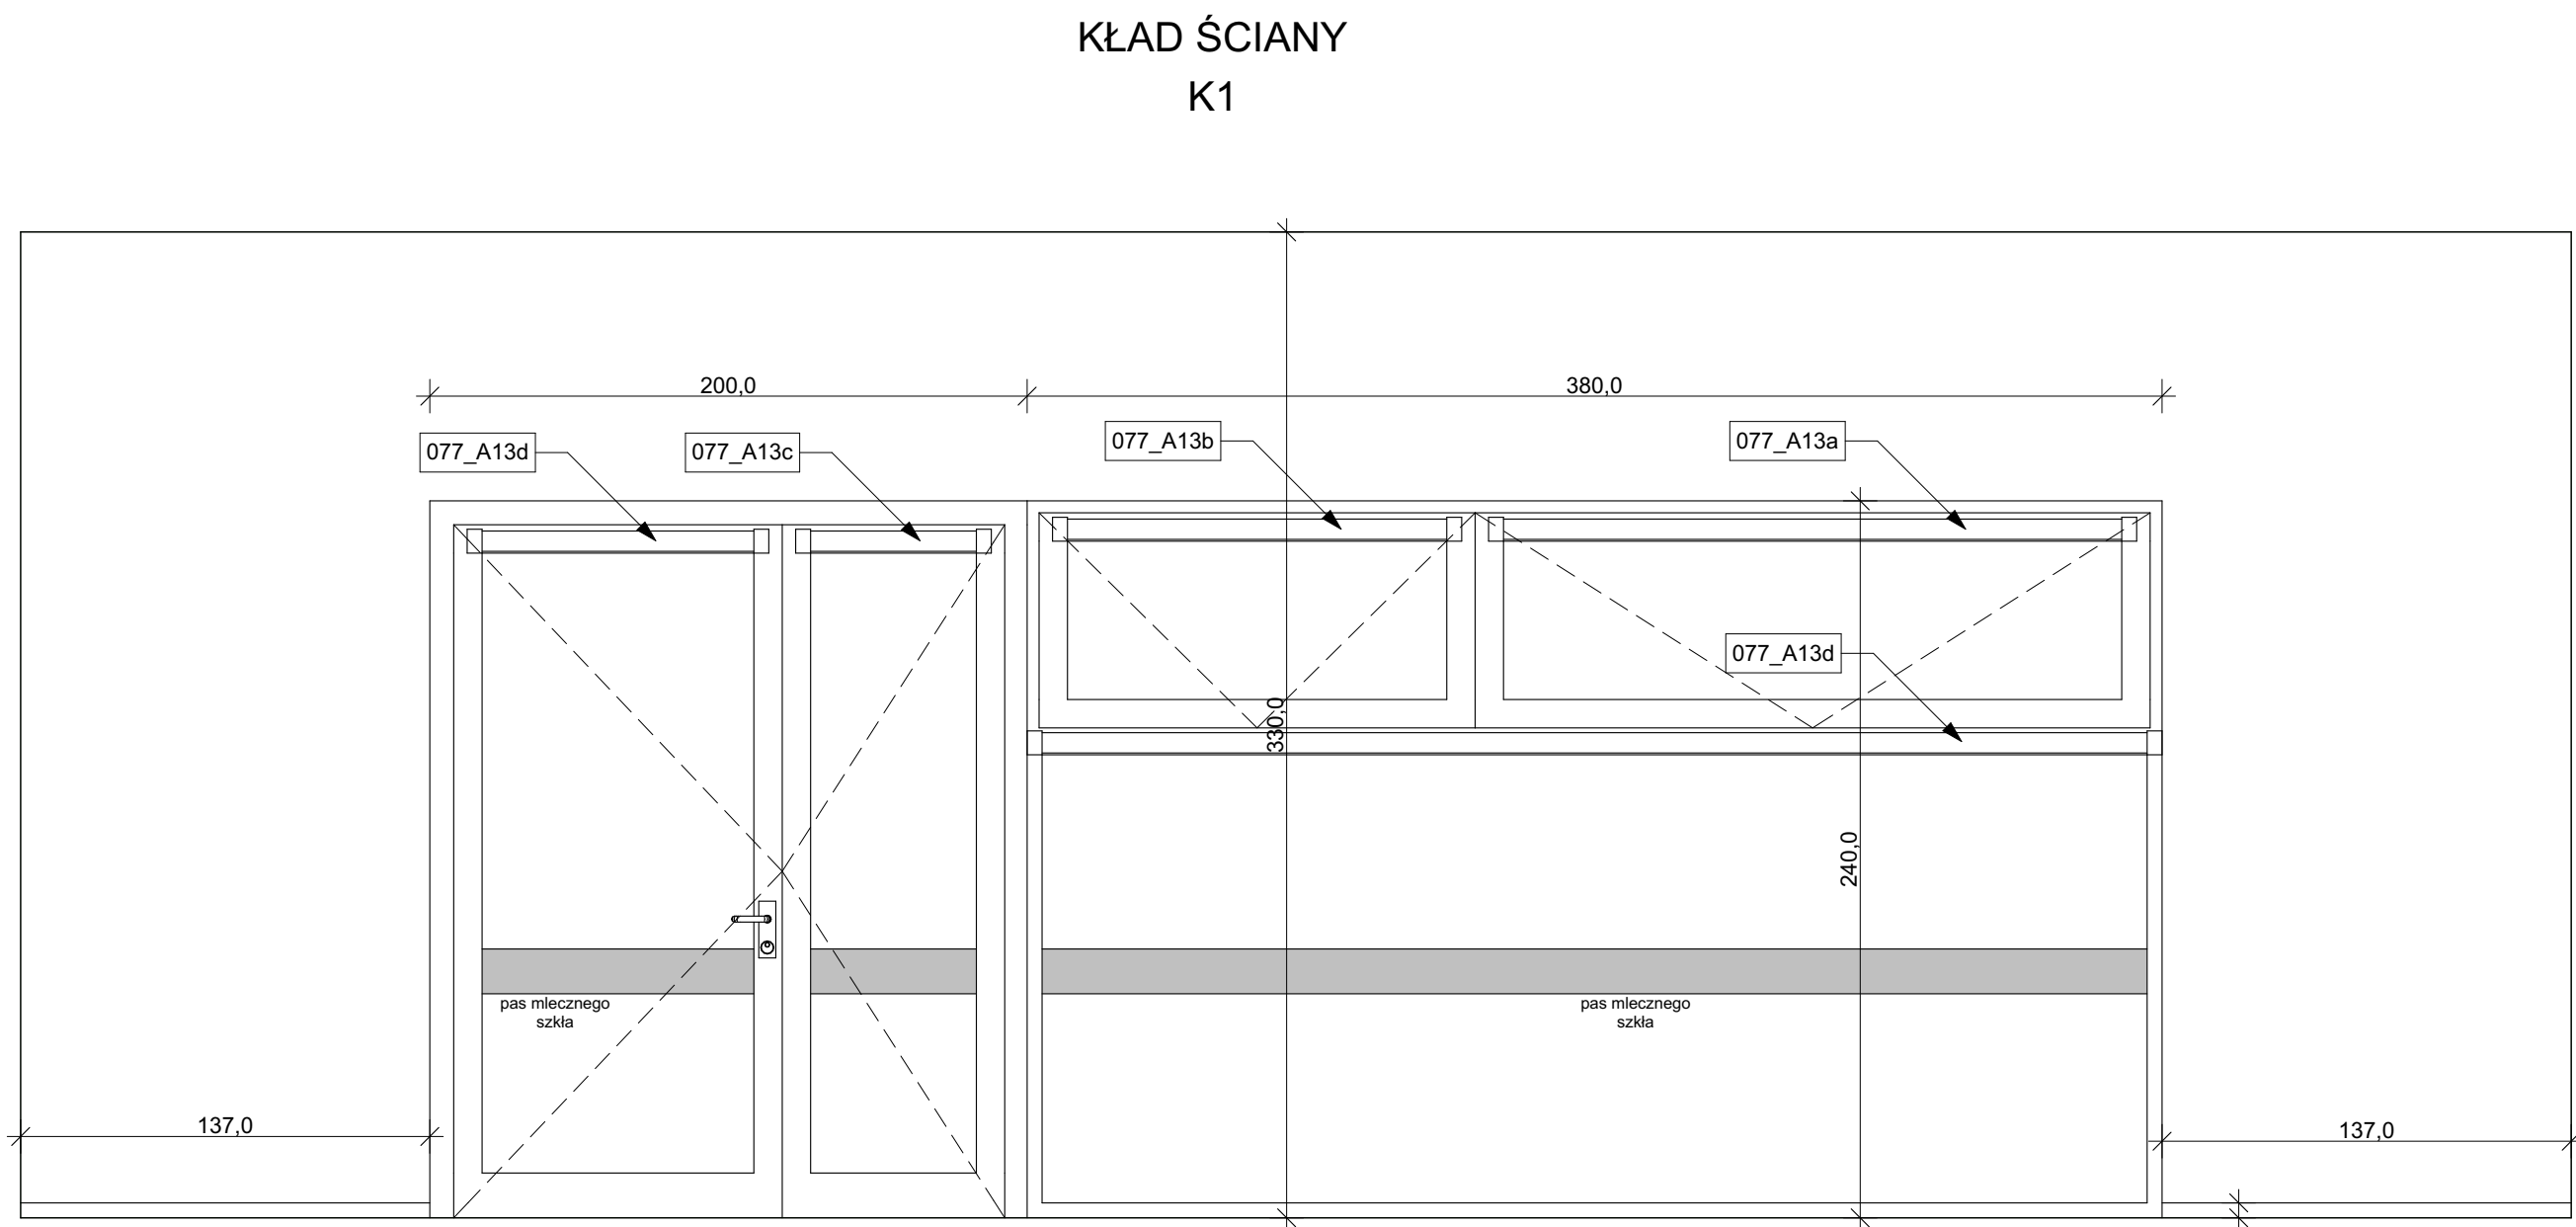 KŁAD ŚCIANY
K1
200,0
380,0
077_A13d
077_A13c
077_A13b
077_A13a
077_A13d
330,0
240,0
pas mlecznego
szkła
pas mlecznego
szkła
137,0
137,0